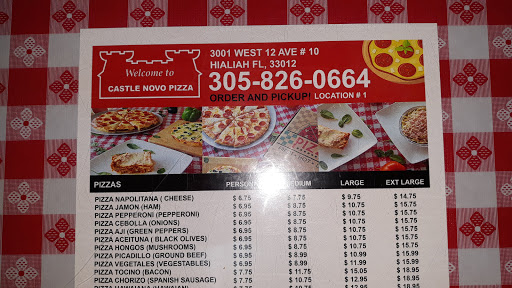 Welcome to
CASTLE NOVO PIZZA
3001 WEST 12 AVE # 10
HIALIAH FL, 33012
305-826-0664
ORDER AND PICKUP| LOCATION # 1
PIZZAS PERSON DIUM LARGE EXT LARGE
PIZZA NAPOLITANA ( CHEESE) $ 6.75 $ 7.75 $ 9.75 $ 14.75
PIZZA JAMON (HAM) $ 6.95 $ 8.75 $ 10.75 $ 15.75
PIZZA PEPPERONI (PEPPERONI) $ 6.95 $ 8.75 $ 10.75 $ 15.75
PIZZA CEBOLLA (ONIONS) $ 6.95 $ 8.75 $ 10.75 $ 15.75
PIZZA AJI (GREEN PEPPERS) $ 6.95 $ 8.75 $ 10.75 $ 15.75
PIZZA ACEITUNA ( BLACK OLIVES) $ 6.95 $ 8.75 $ 10.75 $ 15.75
PIZZA HONGOS (MUSHROOMS) $ 6.95 $ 8.75 $ 10.75 $ 15.75
PIZZA PICADILLO (GROUND BEEF) $ 6.95 $ 8.99 $ 10.99 $ 15.99
PIZZA VEGETALES (VEGESTABLES) $ 6.95 $ 8.99 $ 11.99 $ 15.99
PIZZA TOCINO (BACON) $ 7.75 $ 11.75 $ 15.05 $ 18.95
PIZZA CHORIZO (SPANISH SAUSAGE) $ 7.75 $ 10.75 $ 12.95 $ 18.95